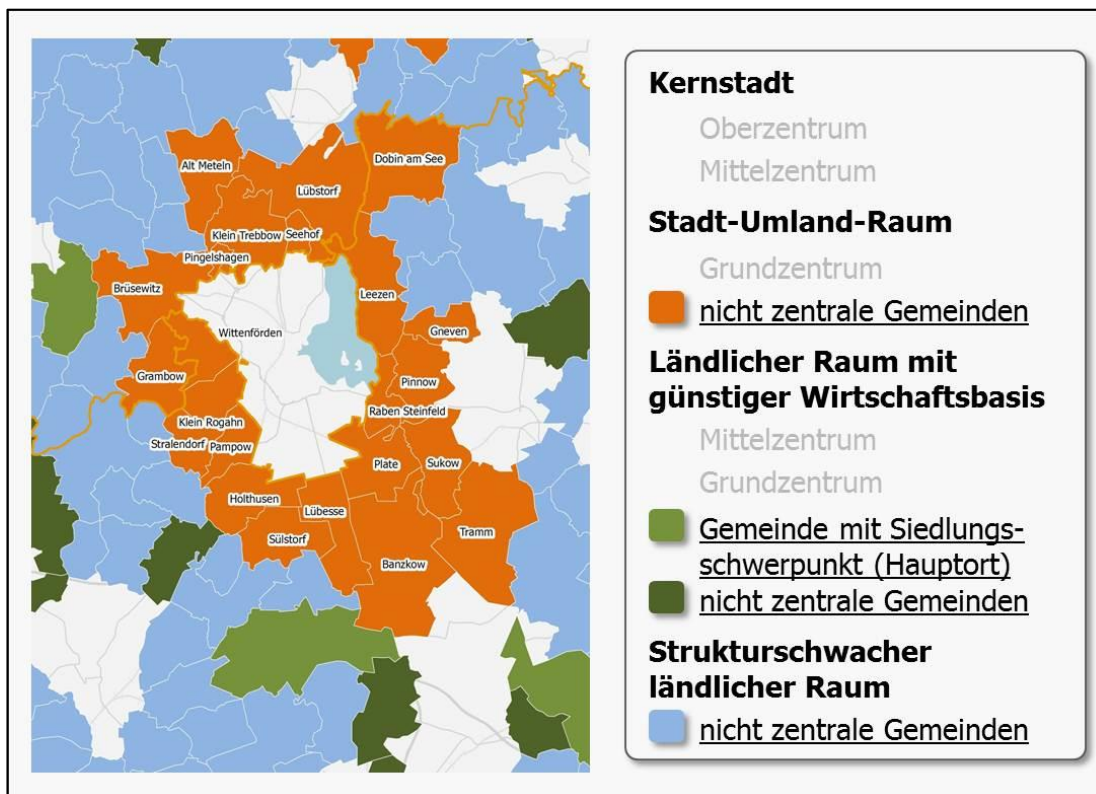 Alt Meteln
Dobin am See
Lübstorf
Klein Trebbow
Seehof
Pingelshagen
Brüsewitz
Leezen
Gneven
Wittenförden
Grambow
Pinnow
Raben Steinfeld
Klein Rogahn
Stralendorf
Pampow
Plate
Sukow
Holthusen
Lübesse
Sülstorf
Tramm
Banzkow
Kernstadt
Oberzentrum
Mittelzentrum
Stadt-Umland-Raum
Grundzentrum
nicht zentrale Gemeinden
Ländlicher Raum mit
günstiger Wirtschaftsbasis
Mittelzentrum
Grundzentrum
Gemeinde mit Siedlungs-
schwerpunkt (Hauptort)
nicht zentrale Gemeinden
Strukturschwacher
ländlicher Raum
nicht zentrale Gemeinden